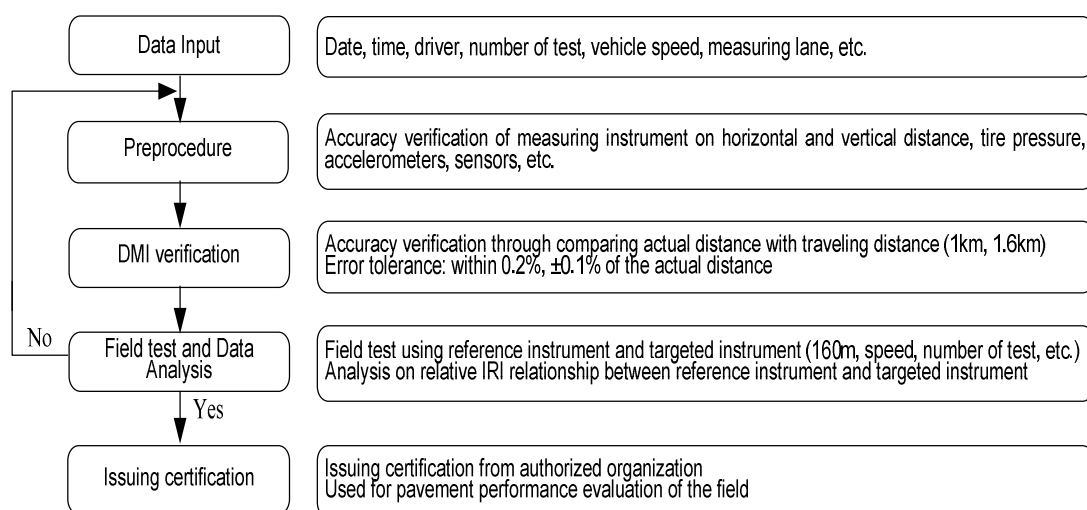 Data Input
Date, time, driver, number of test, vehicle speed, measuring lane, etc.
Preprocedure
Accuracy verification of measuring instrument on horizontal and vertical distance, tire pressure,
accelerometers, sensors, etc.
DMI verification
Accuracy verification through comparing actual distance with traveling distance (1km, 1.6km)
Error tolerance: within 0.2%, ±0.1% of the actual distance
No
Field test and Data
Analysis
Field test using reference instrument and targeted instrument (160m, speed, number of test, etc.)
Analysis on relative IRI relationship between reference instrument and targeted instrument
Yes
Issuing certification
Issuing certification from authorized organization
Used for pavement performance evaluation of the field